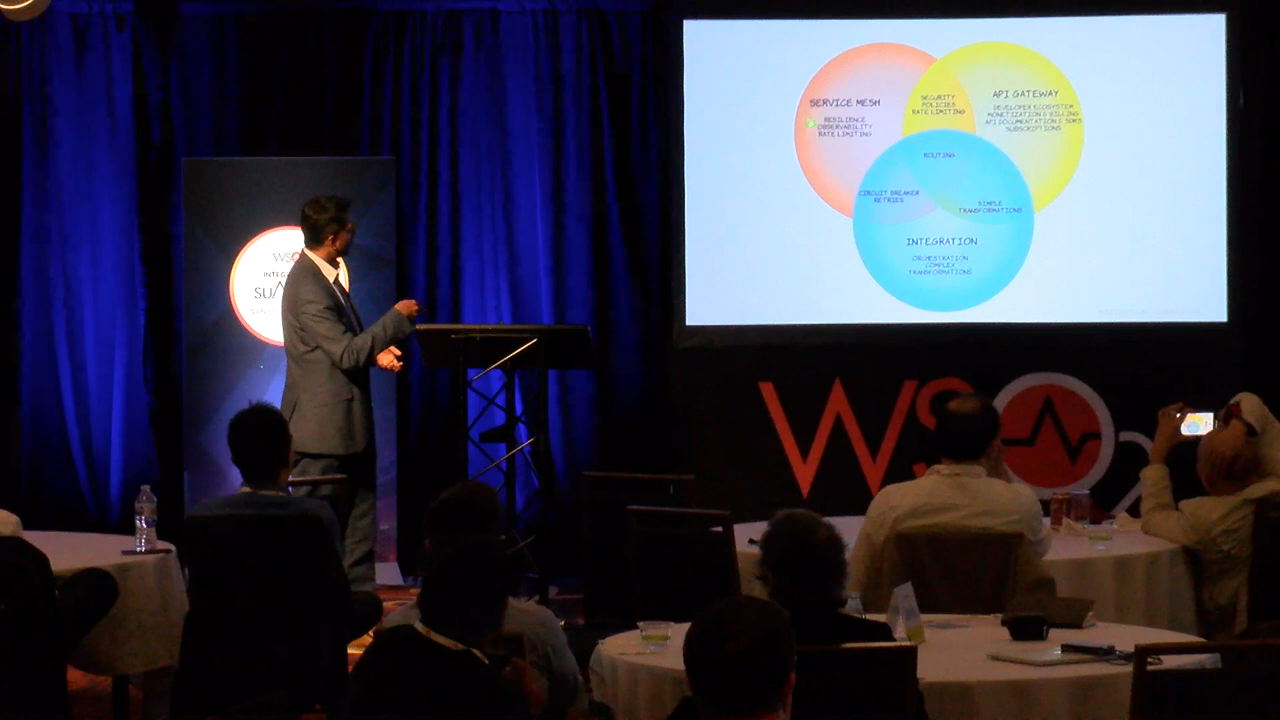 SERVICE MESH
RESILIENCE
OBSERVABILITY
RATE LIMITING
SECURITY
POLICIES
RATE LIMITING
API GATEWAY
DEVELOPER ECOSYSTEM
MONETIZATION & BILLING
API DOCUMENTATION & SDKS
SUBSCRIPTIONS
ROUTING
CIRCUIT BREAKER
RETRIES
SIMPLE
TRANSFORMATIONS
INTEGRATION
ORCHESTRATION
COMPLEX
TRANSFORMATIONS
WSO2